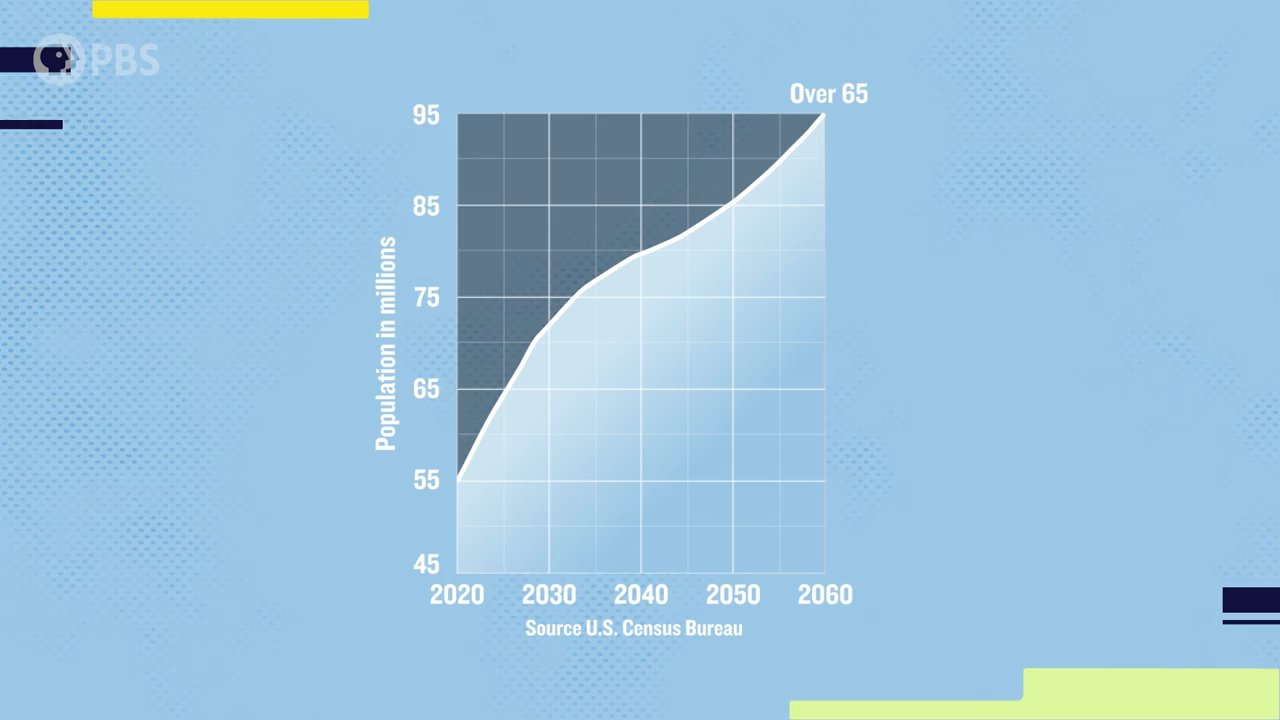 PBS
Over 65
95
85
75
65
55
45
Population in millions
2020 2030 2040 2050 2060
Source U.S. Census Bureau